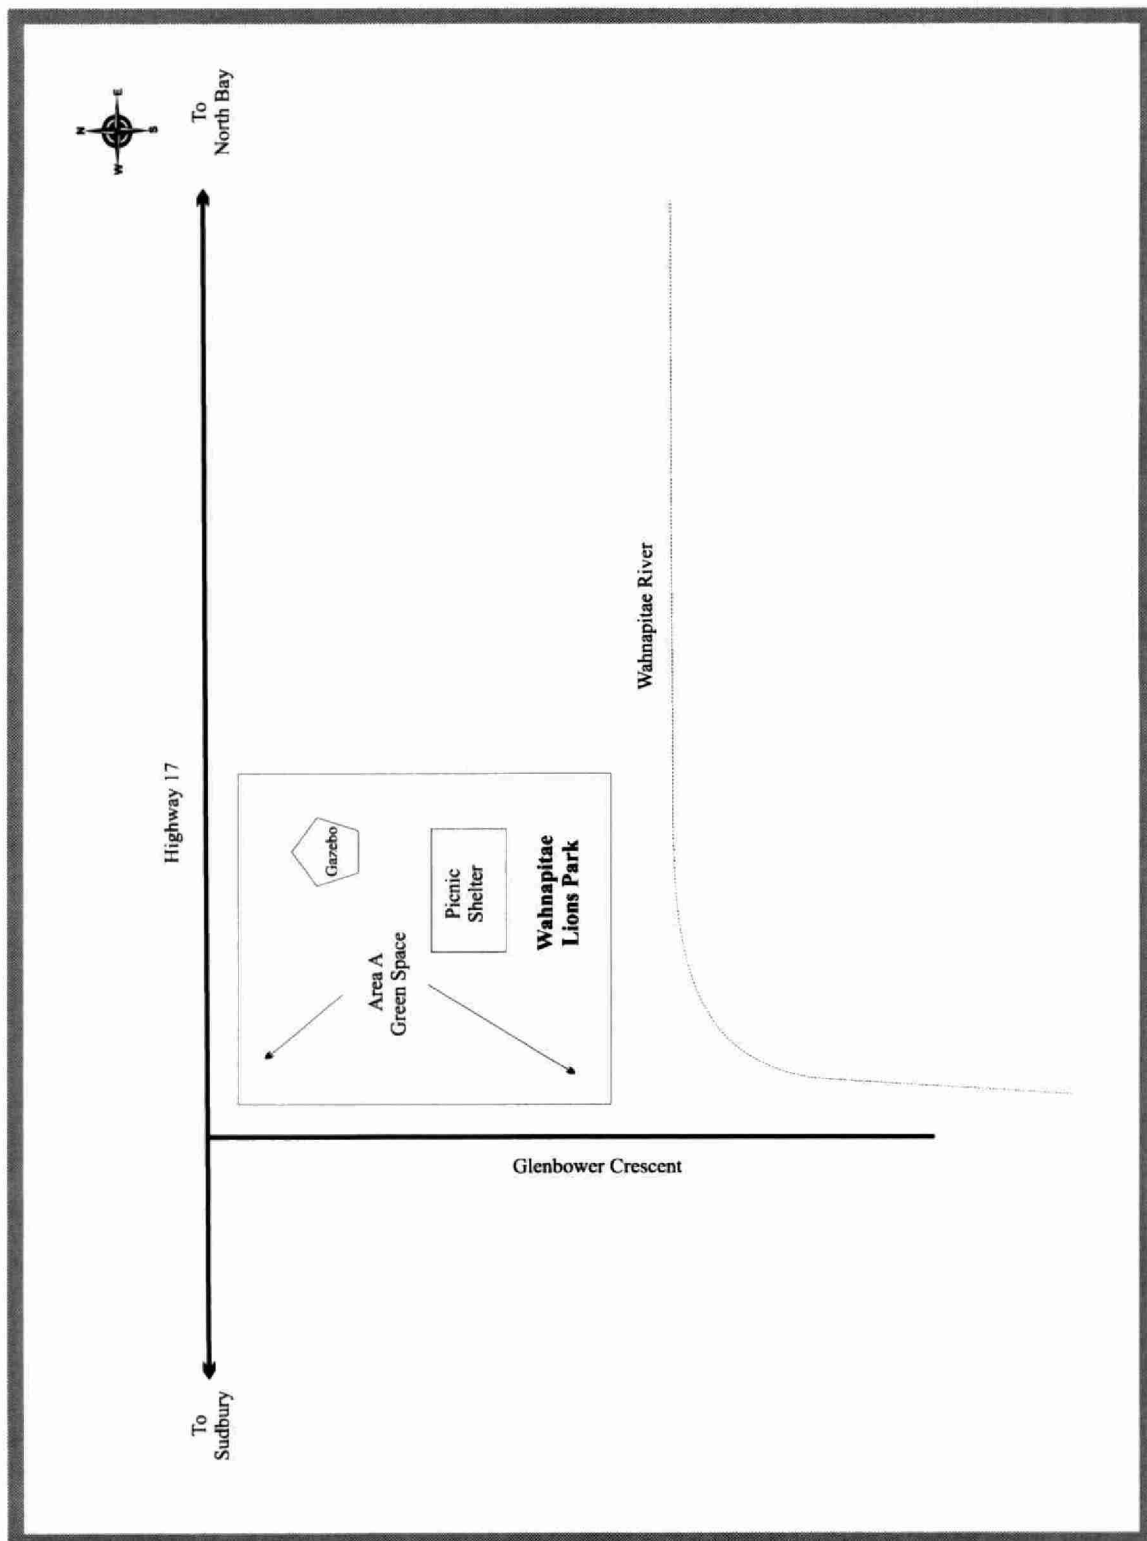 N
E
S
W
To
North Bay
Highway 17
To
Sudbury
Gazebo
Area A
Green Space
Picnic
Shelter
Wahnapitae
Lions Park
Wahnapitae River
Glenbower Crescent